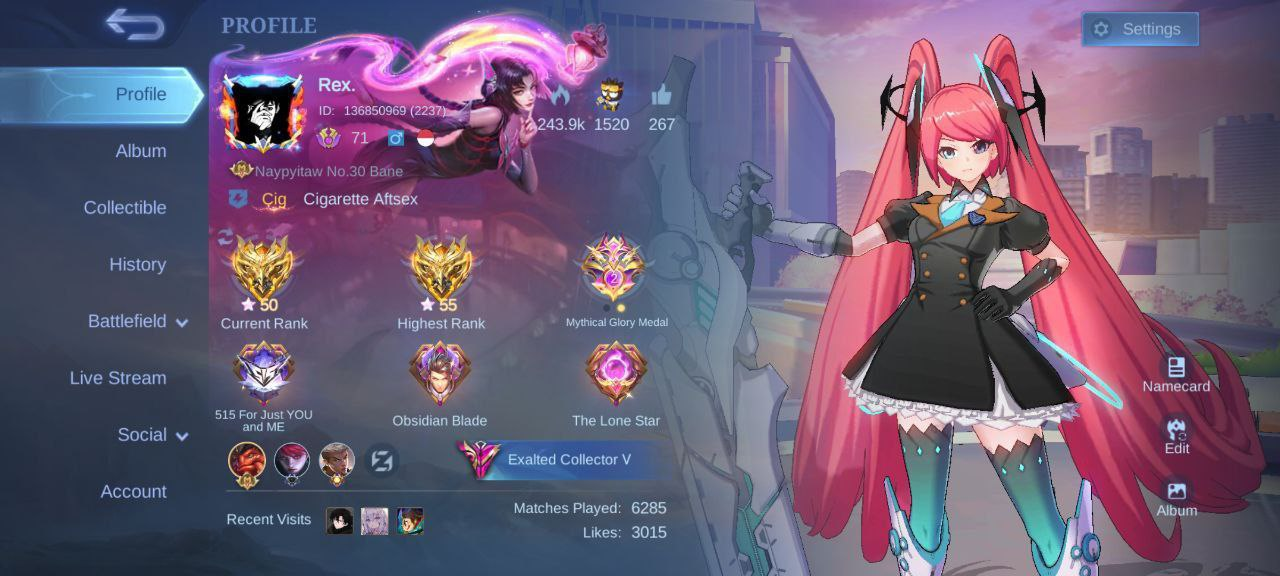 PROFILE
Settings
Profile
Album
Collectible
History
Battlefield
Live Stream
Social
Account
Rex.
ID: 136850969 (2237)
71
243.9k 1520 267
Naypyitaw No.30 Bane
Cig Cigarette Aftsex
50
Current Rank
55
Highest Rank
2
Mythical Glory Medal
515 For Just YOU
and ME
Obsidian Blade
The Lone Star
Exalted Collector V
Recent Visits
Matches Played: 6285
Likes: 3015
Namecard
Edit
Album